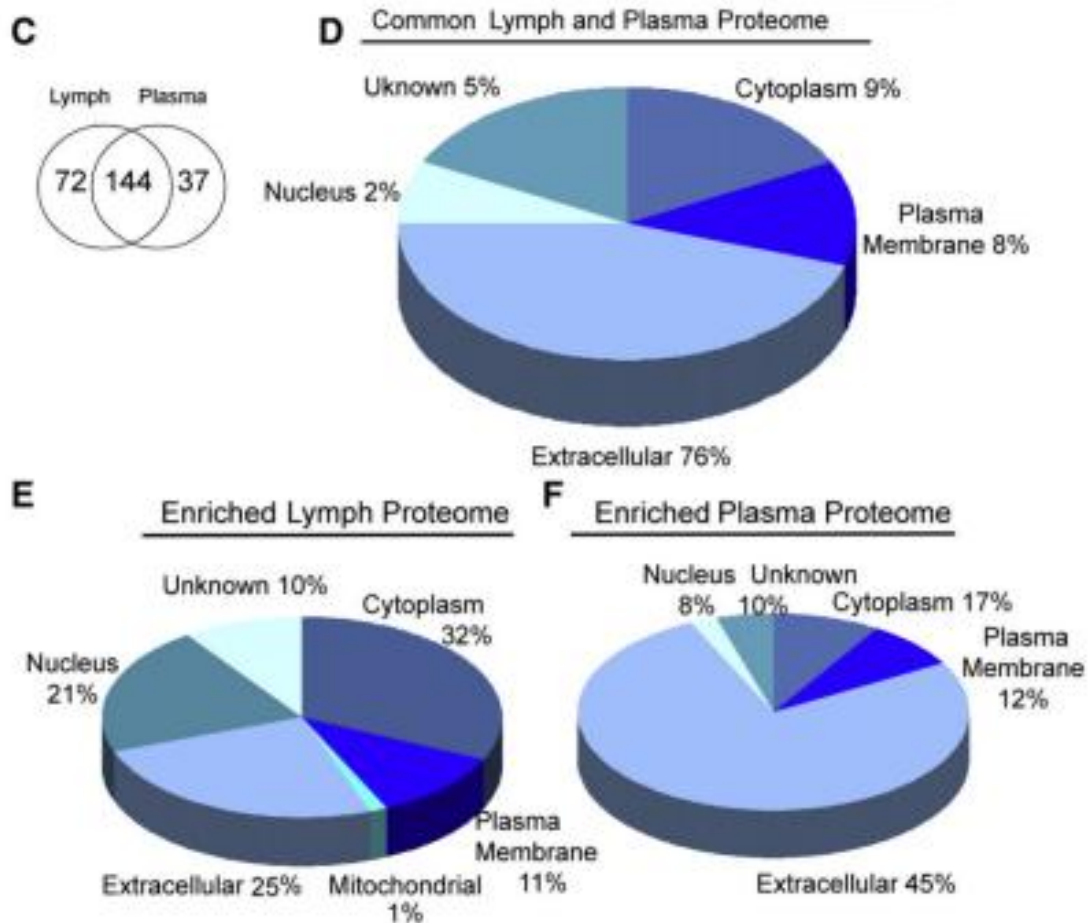 C
Lymph Plasma
72 144 37
D Common Lymph and Plasma Proteome
Uknown 5%
Cytoplasm 9%
Nucleus 2%
Plasma
Membrane 8%
Extracellular 76%
E Enriched Lymph Proteome
Unknown 10%
Cytoplasm
32%
Nucleus
21%
Plasma
Membrane
11%
Extracellular 25%
Mitochondrial
1%
F Enriched Plasma Proteome
Nucleus
8%
Unknown
10%
Cytoplasm 17%
Plasma
Membrane
12%
Extracellular 45%